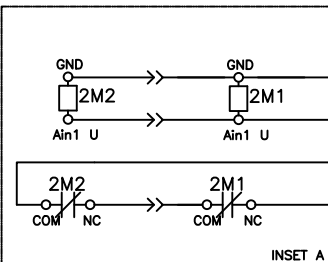 GND GND
2M2 2M1
Ain1 U Ain1 U
2M2 2M1
COM NC COM NC
INSET A